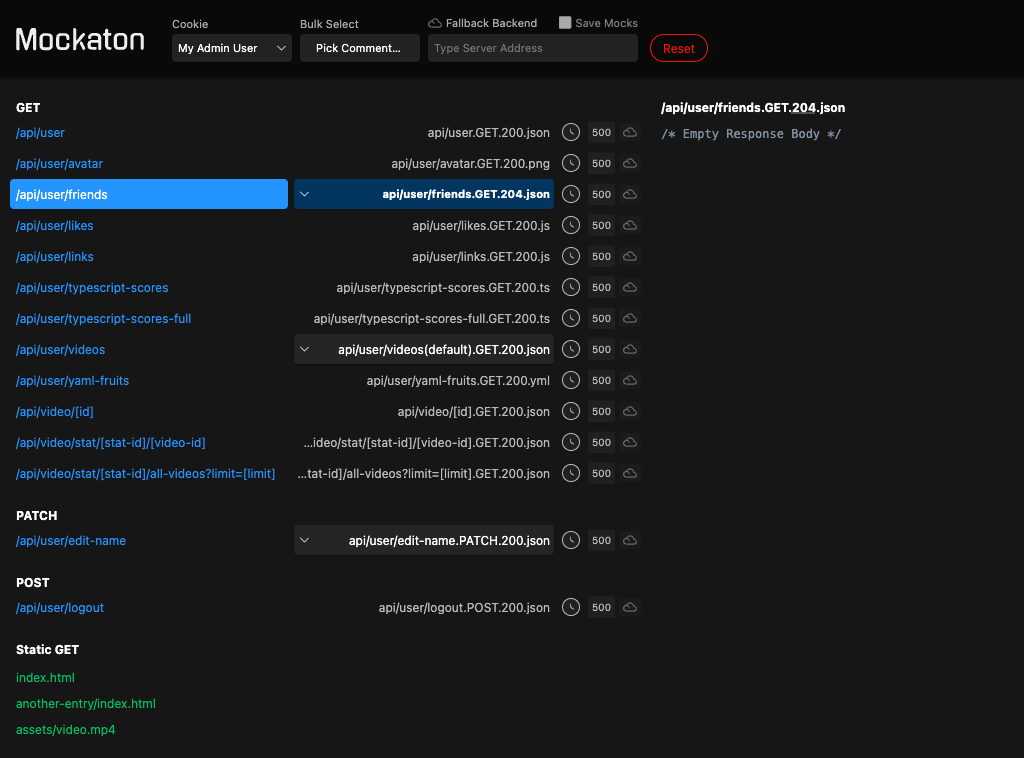 Mockaton
Cookie
My Admin User
Bulk Select
Pick Comment...
Fallback Backend
Save Mocks
Type Server Address
Reset
GET
/api/user api/user.GET.200.json 500
/api/user/avatar api/user/avatar.GET.200.png 500
/api/user/friends api/user/friends.GET.204.json 500
/api/user/likes api/user/likes.GET.200.js 500
/api/user/links api/user/links.GET.200.js 500
/api/user/typescript-scores api/user/typescript-scores.GET.200.ts 500
/api/user/typescript-scores-full api/user/typescript-scores-full.GET.200.ts 500
/api/user/videos api/user/videos(default).GET.200.json 500
/api/user/yaml-fruits api/user/yaml-fruits.GET.200.yml 500
/api/video/[id] api/video/[id].GET.200.json 500
/api/video/stat/[stat-id]/[video-id] ...ideo/stat/[stat-id]/[video-id].GET.200.json 500
/api/video/stat/[stat-id]/all-videos?limit=[limit] ...tat-id]/all-videos?limit=[limit].GET.200.json 500
PATCH
/api/user/edit-name api/user/edit-name.PATCH.200.json 500
POST
/api/user/logout api/user/logout.POST.200.json 500
Static GET
index.html
another-entry/index.html
assets/video.mp4
/api/user/friends.GET.204.json
/* Empty Response Body */